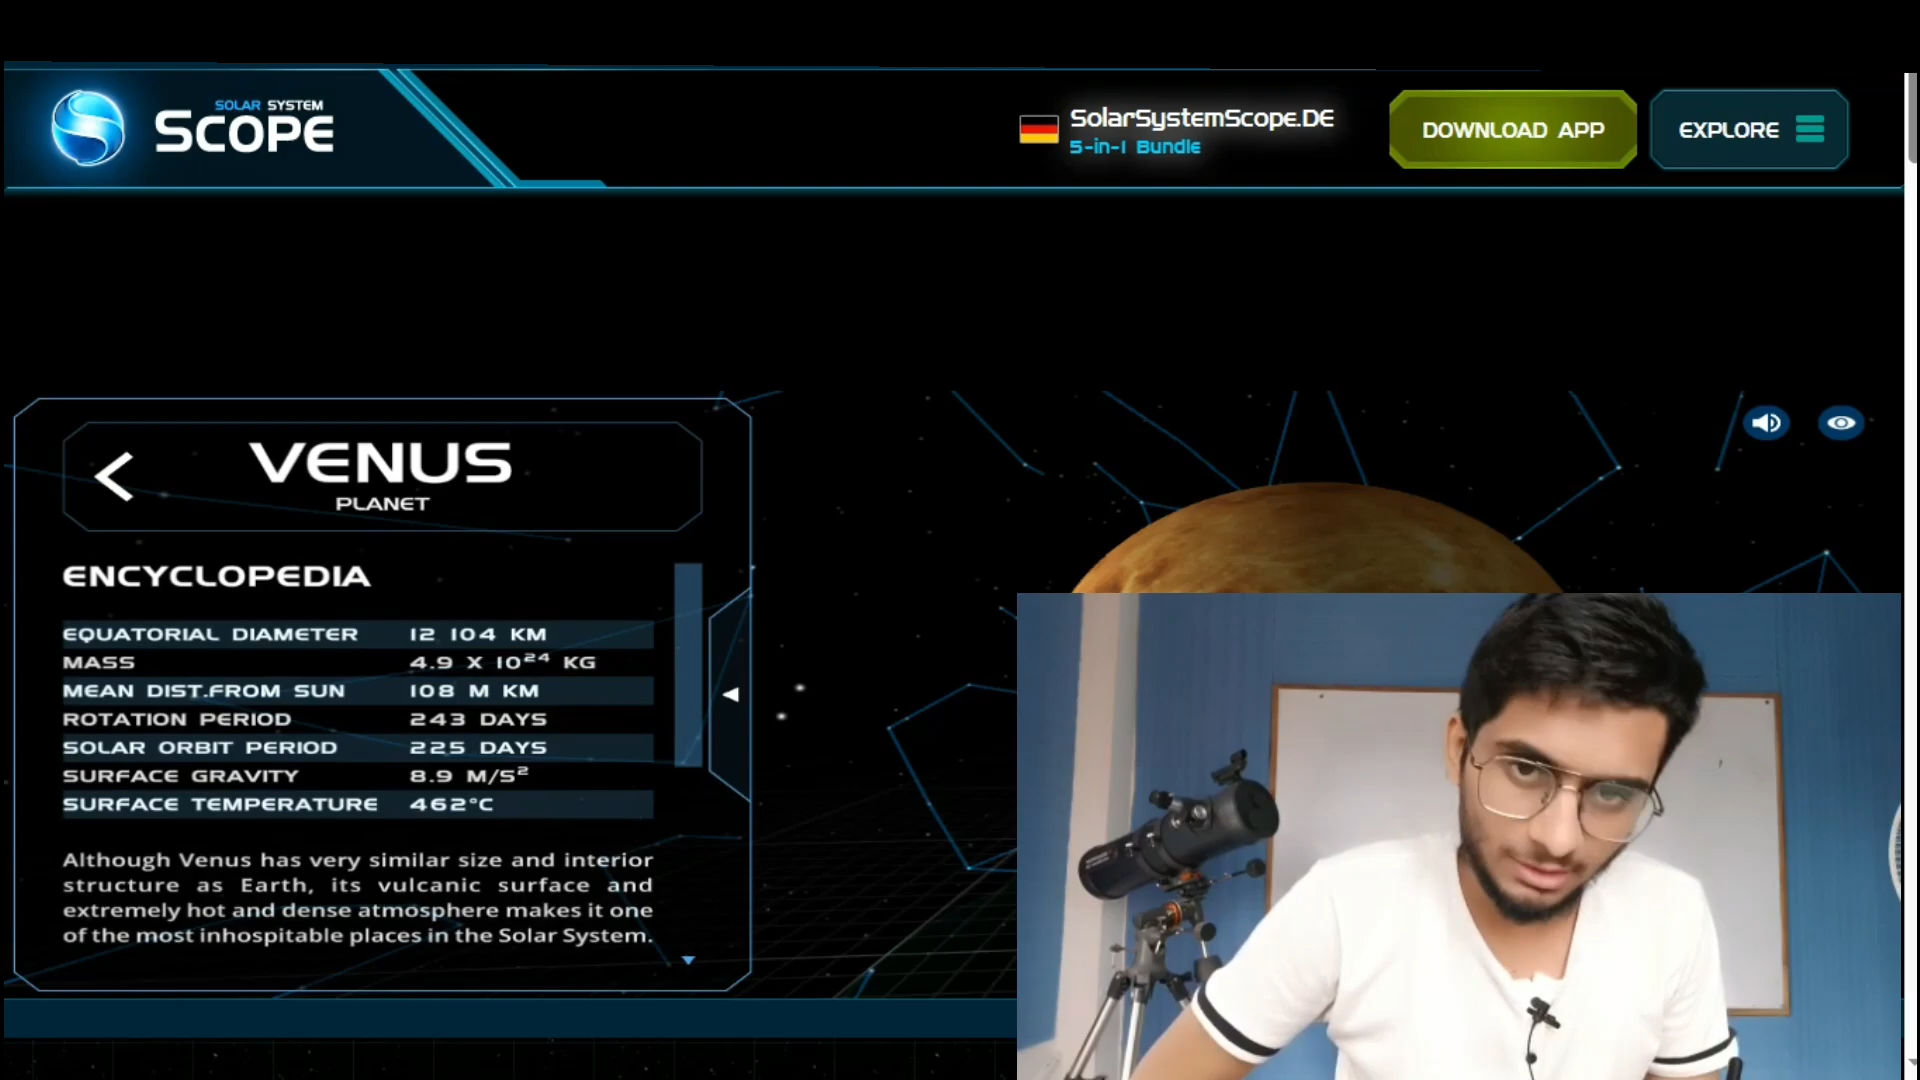 SOLAR SYSTEM
SCOPE
SolarSystemScope.DE
5-in-1 Bundle
DOWNLOAD APP
EXPLORE
VENUS
PLANET
ENCYCLOPEDIA
EQUATORIAL DIAMETER 12 104 KM
MASS 4.9 X 10²⁴ KG
MEAN DIST.FROM SUN 108 M KM
ROTATION PERIOD 243 DAYS
SOLAR ORBIT PERIOD 225 DAYS
SURFACE GRAVITY 8.9 M/S²
SURFACE TEMPERATURE 462°C
Although Venus has very similar size and interior
structure as Earth, its vulcanic surface and
extremely hot and dense atmosphere makes it one
of the most inhospitable places in the Solar System.